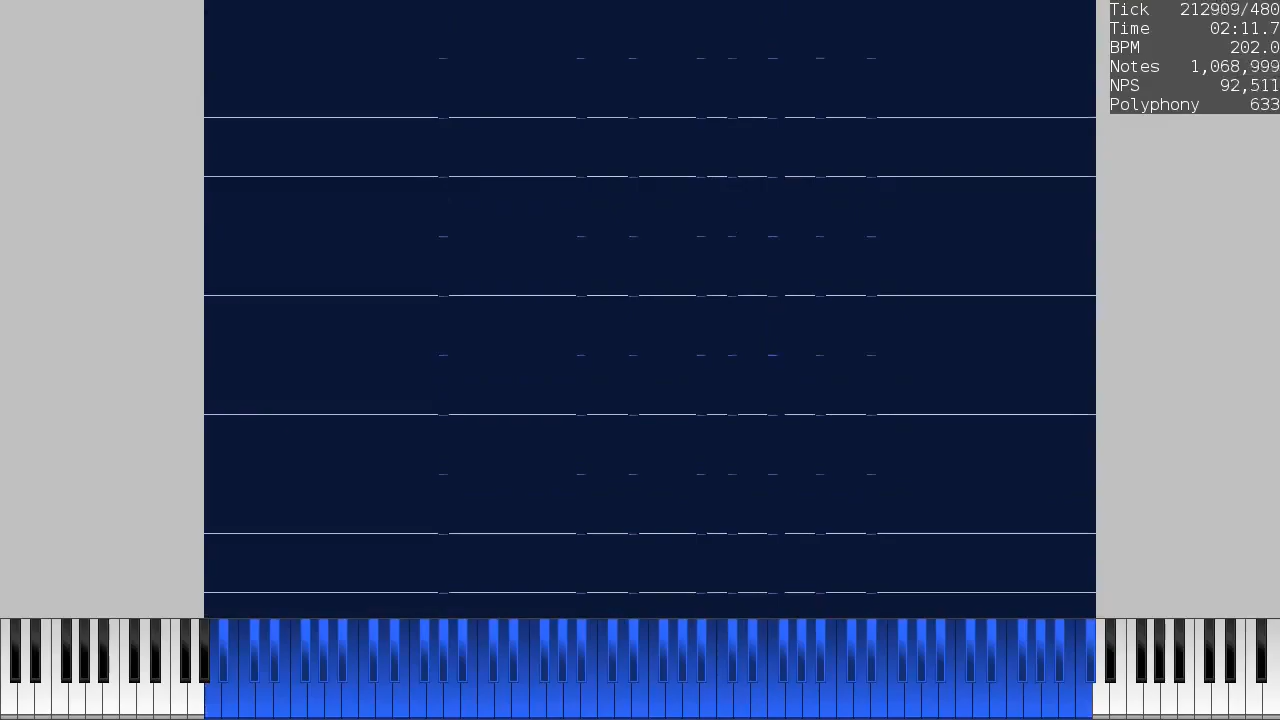 Tick 212909/480
Time 02:11.7
BPM 202.0
Notes 1,068,999
NPS 92,511
Polyphony 633